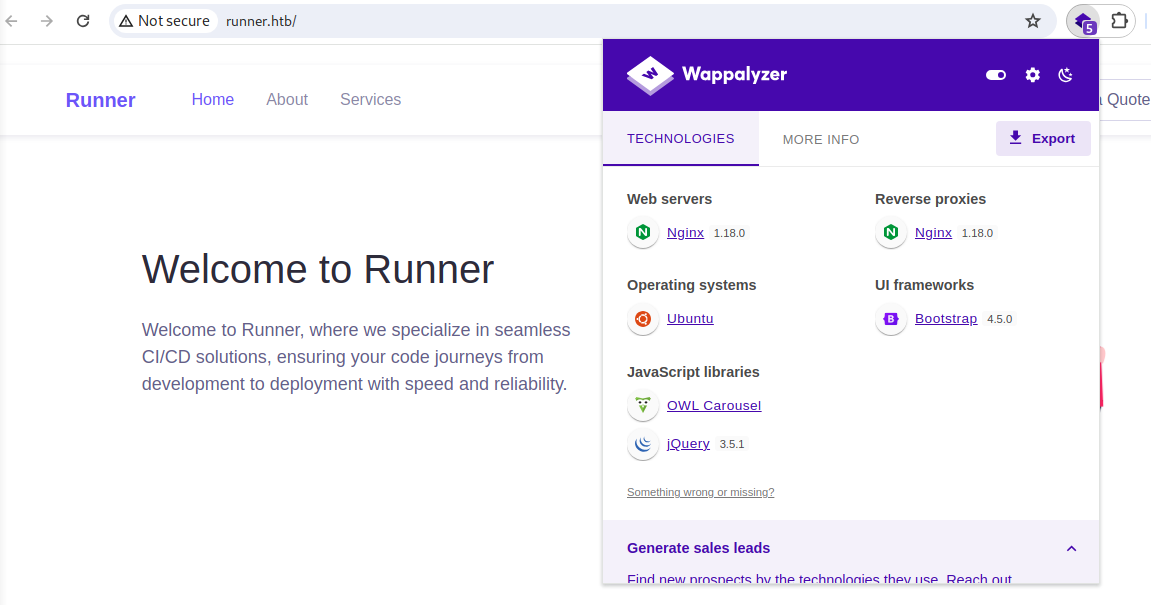 Not secure runner.htb/
5
Wappalyzer
Runner Home About Services
a Quote
TECHNOLOGIES MORE INFO Export
Web servers
Nginx 1.18.0
Reverse proxies
Nginx 1.18.0
Operating systems
Ubuntu
UI frameworks
Bootstrap 4.5.0
JavaScript libraries
OWL Carousel
jQuery 3.5.1
Something wrong or missing?
Generate sales leads
Find new prospects by the technologies they use. Reach out
Welcome to Runner
Welcome to Runner, where we specialize in seamless
CI/CD solutions, ensuring your code journeys from
development to deployment with speed and reliability.